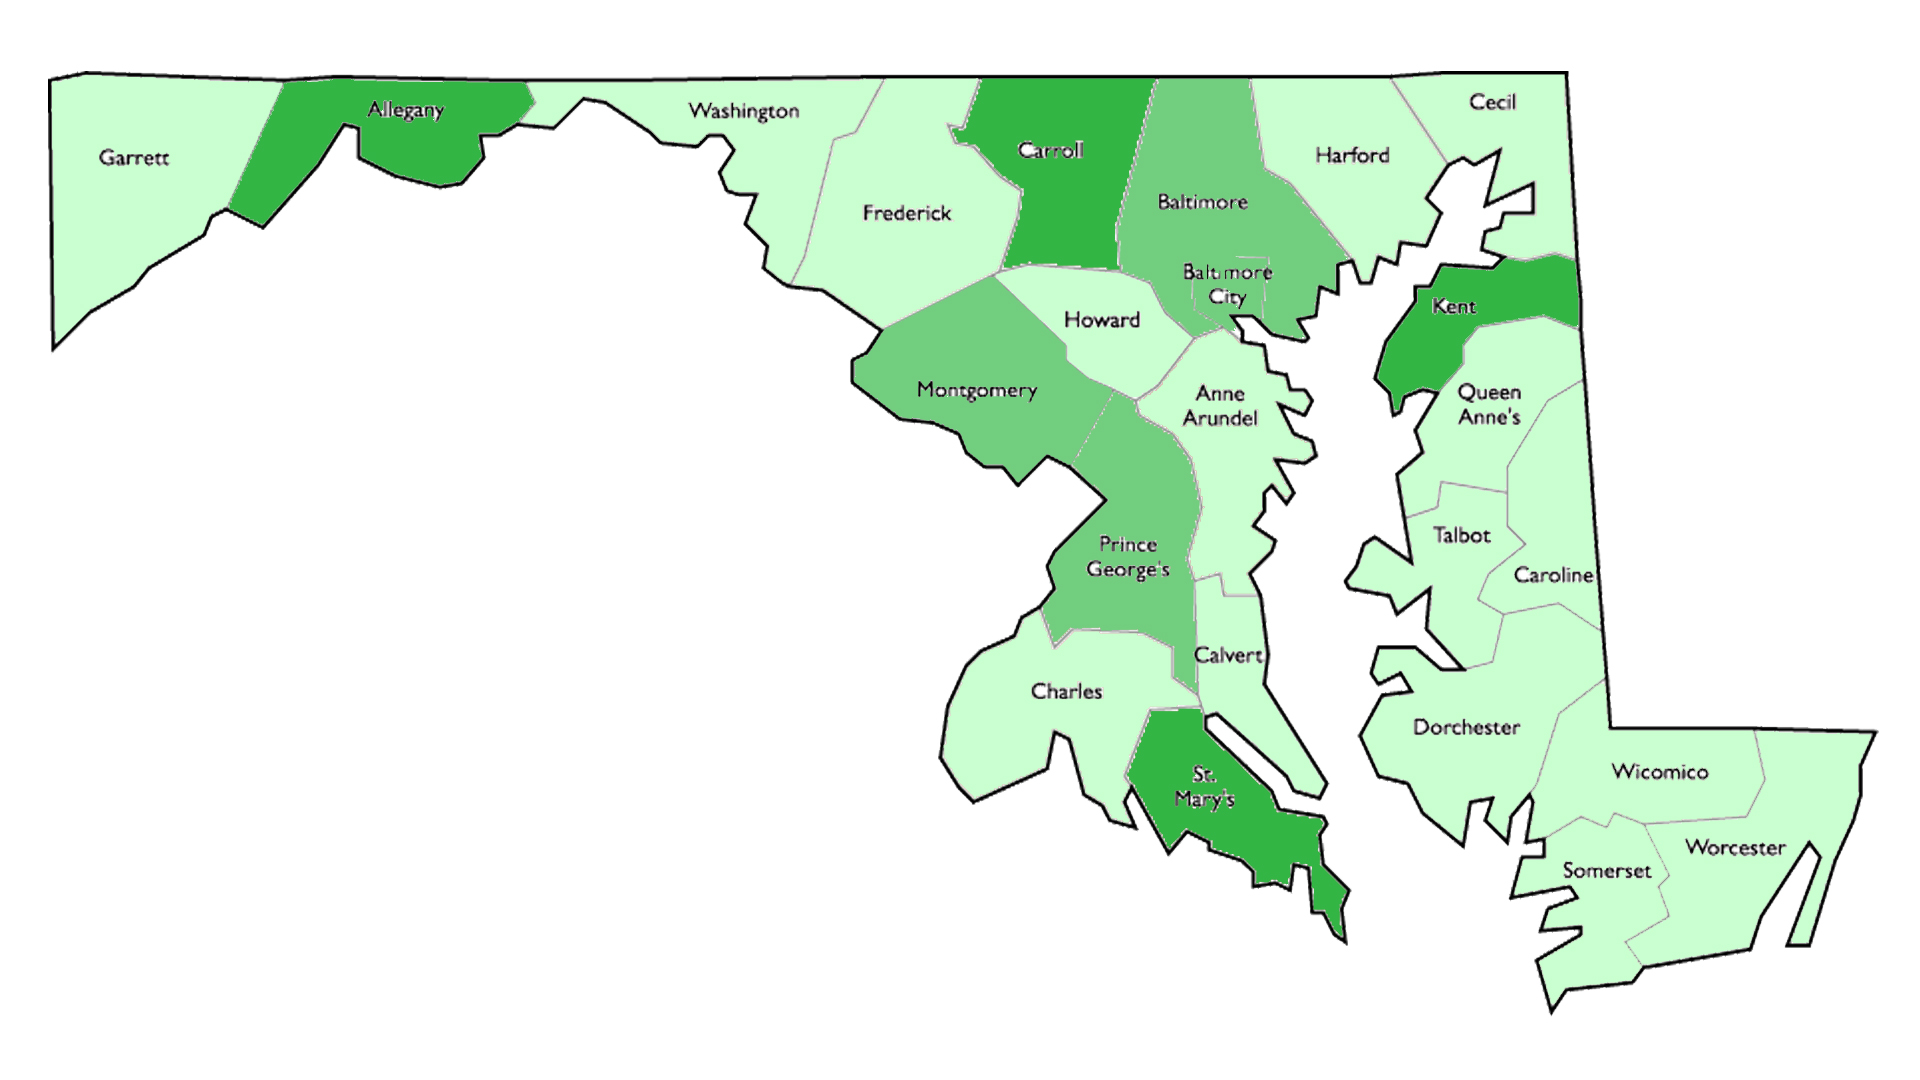 Allegany
Washington
Cecil
Garrett
Carroll
Harford
Baltimore
Frederick
Baltimore
City
Kent
Howard
Montgomery
Anne
Arundel
Queen
Anne's
Prince
George's
Talbot
Caroline
Calvert
Charles
Dorchester
St.
Mary's
Wicomico
Worcester
Somerset